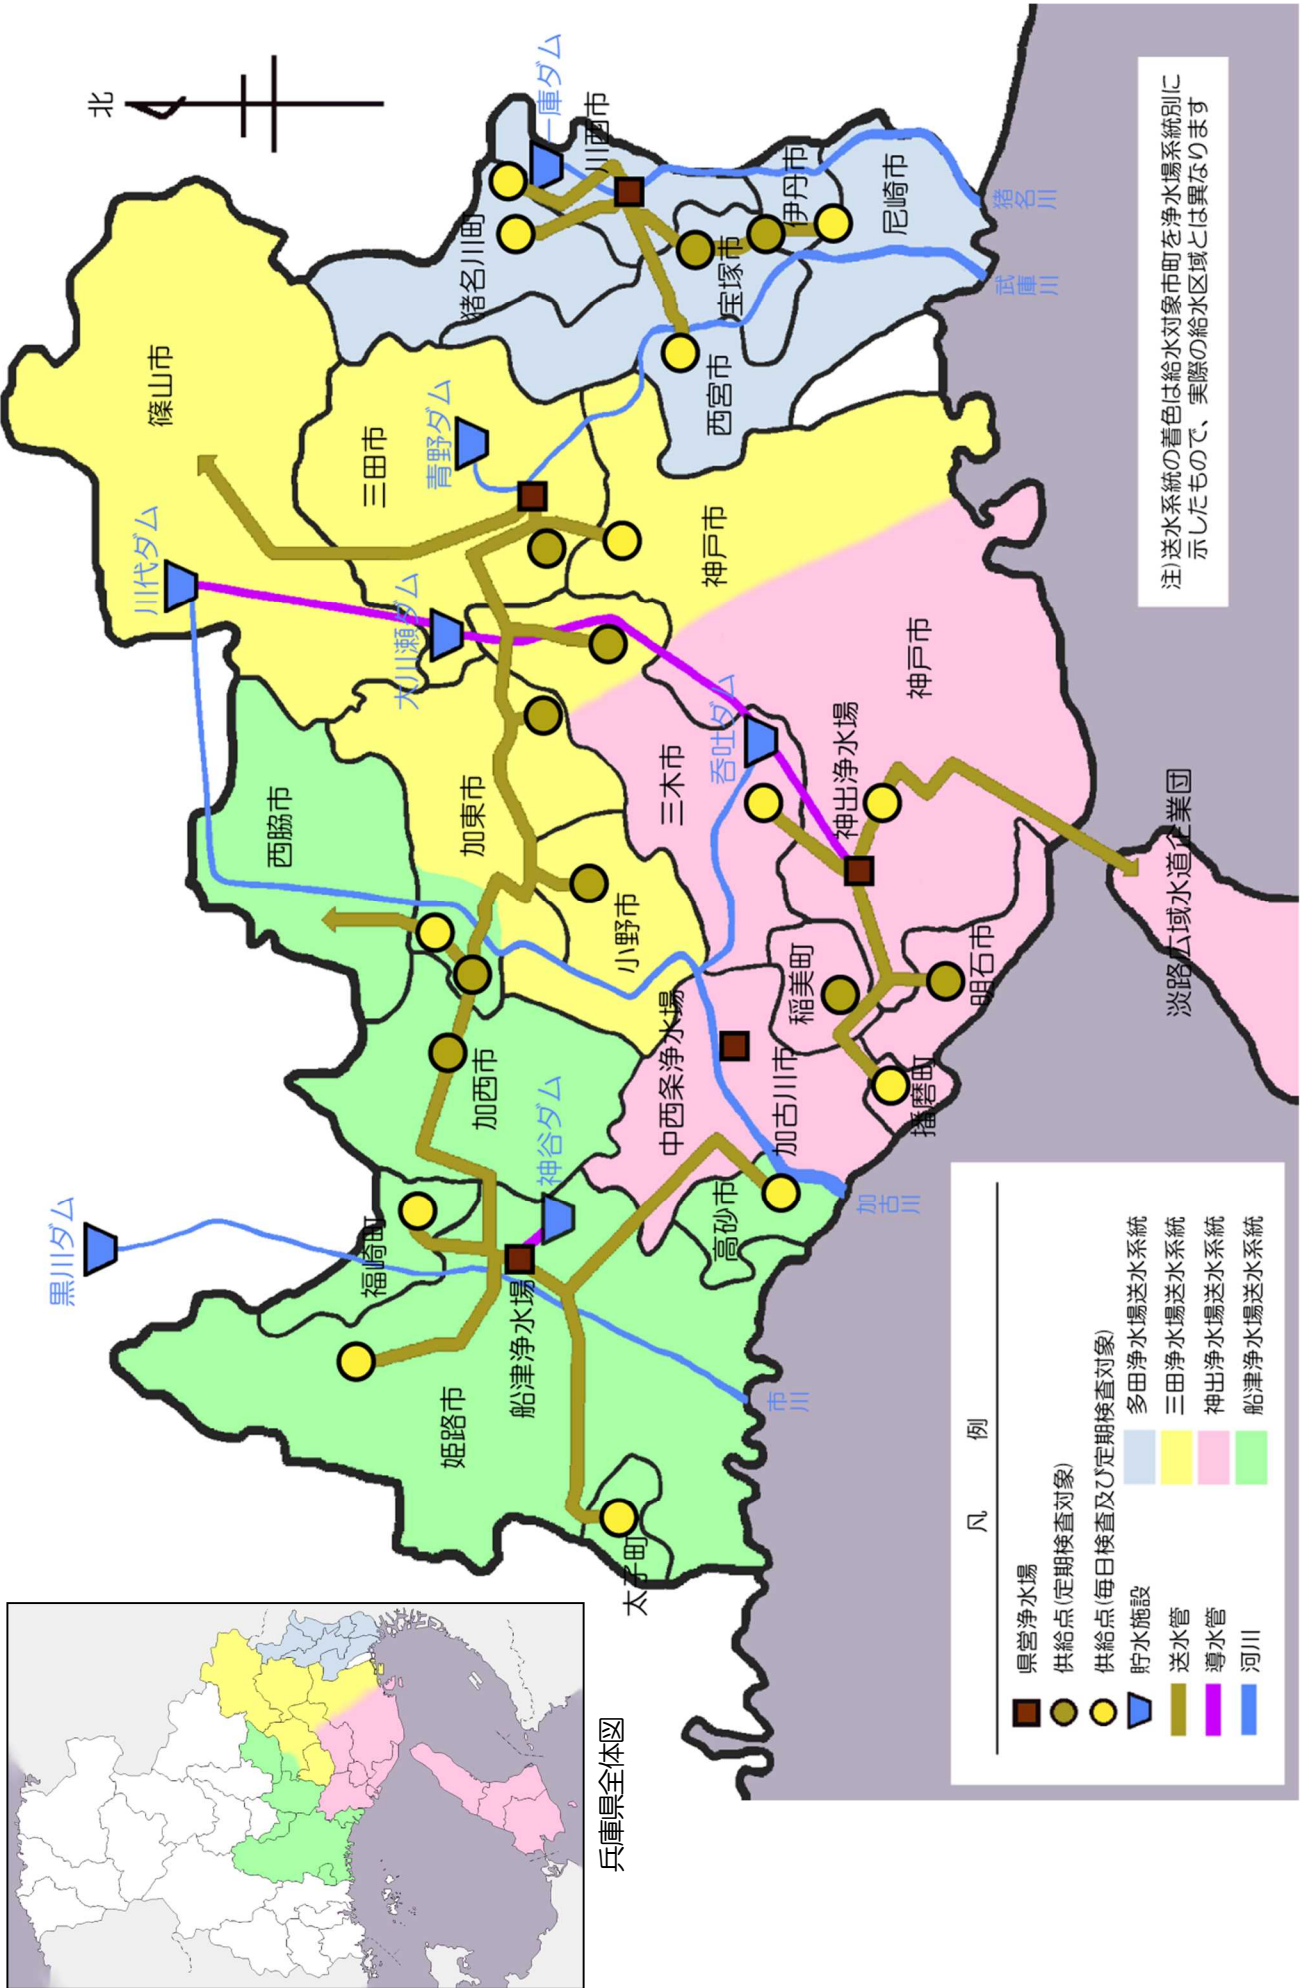 北
黒川ダム
川代ダム
篠山市
一庫ダム
川西市
猪名川町
三田市
青野ダム
大川瀬ダム
西脇市
加東市
宝塚市
伊丹市
尼崎市
西宮市
神戸市
猪名川
武庫川
福崎町
加西市
神谷ダム
小野市
三木市
呑吐ダム
神出浄水場
神戸市
姫路市
船津浄水場
中西条浄水場
稲美町
明石市
加古川市
高砂市
播磨町
太子町
市川
加古川
淡路広域水道企業団
兵庫県全体図
凡例
県営浄水場
供給点(定期検査対象)
供給点(毎日検査及び定期検査対象)
貯水施設
送水管
導水管
河川
多田浄水場送水系統
三田浄水場送水系統
神出浄水場送水系統
船津浄水場送水系統
注)送水系統の着色は給水対象市町を浄水場系統別に
示したもので、実際の給水区域とは異なります